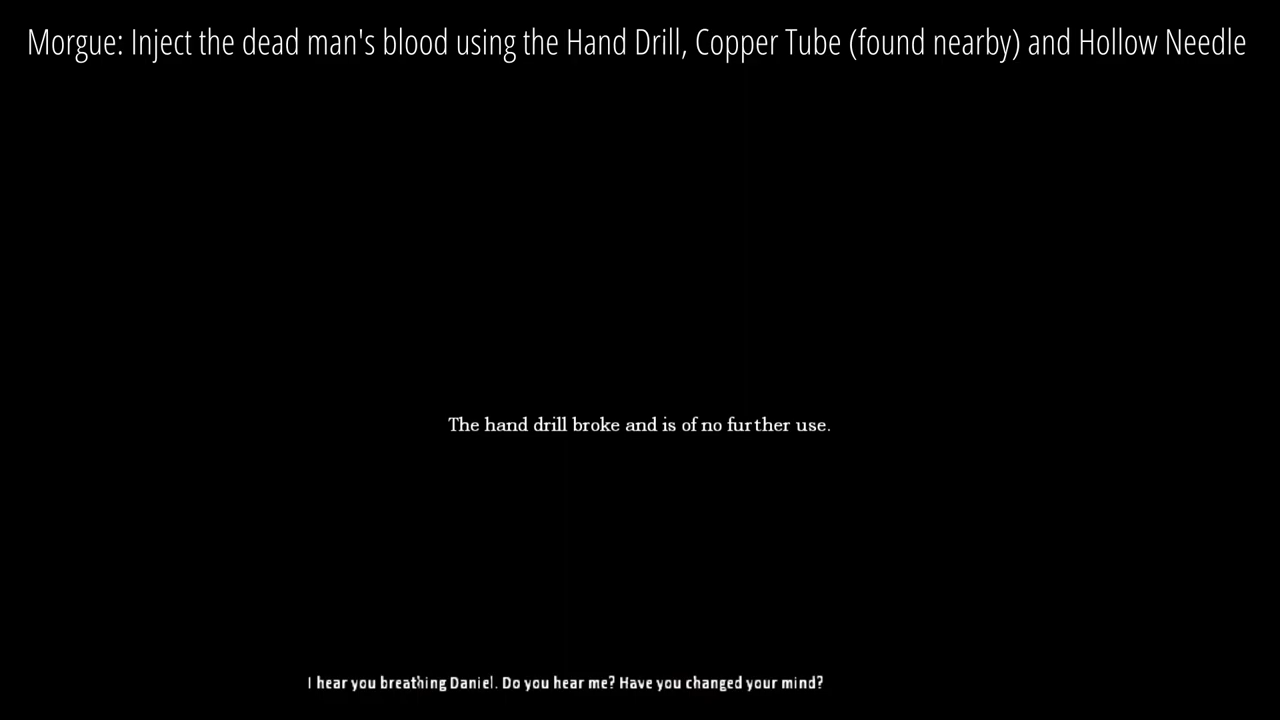 Morgue: Inject the dead man's blood using the Hand Drill, Copper Tube (found nearby) and Hollow Needle
The hand drill broke and is of no further use.
I hear you breathing Daniel. Do you hear me? Have you changed your mind?